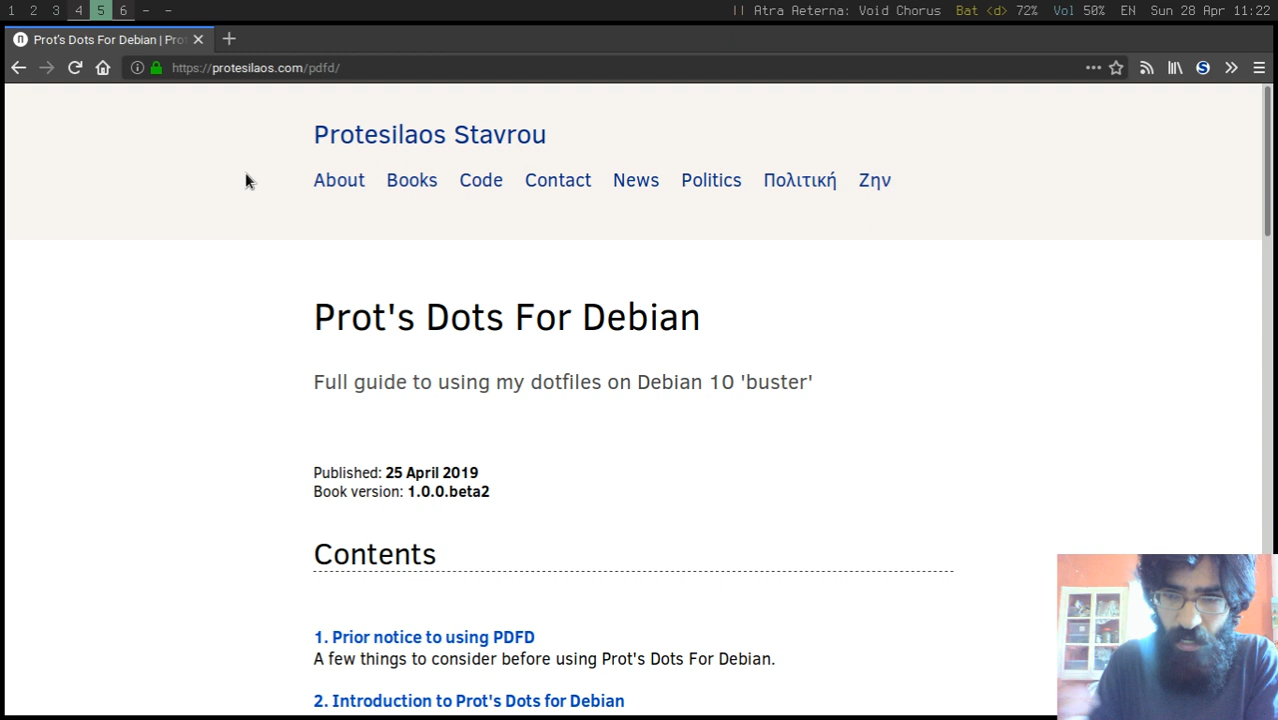 1 2 3 4 5 6 - - || Atra Aeterna: Void Chorus Bat <d> 72% Vol 50% EN Sun 28 Apr 11:22
Prot's Dots For Debian | Prot
https://protesilaos.com/pdfd/
Protesilaos Stavrou
About Books Code Contact News Politics Πολιτική Ζην
Prot's Dots For Debian
Full guide to using my dotfiles on Debian 10 'buster'
Published: 25 April 2019
Book version: 1.0.0.beta2
Contents
1. Prior notice to using PDFD
A few things to consider before using Prot's Dots For Debian.
2. Introduction to Prot's Dots for Debian